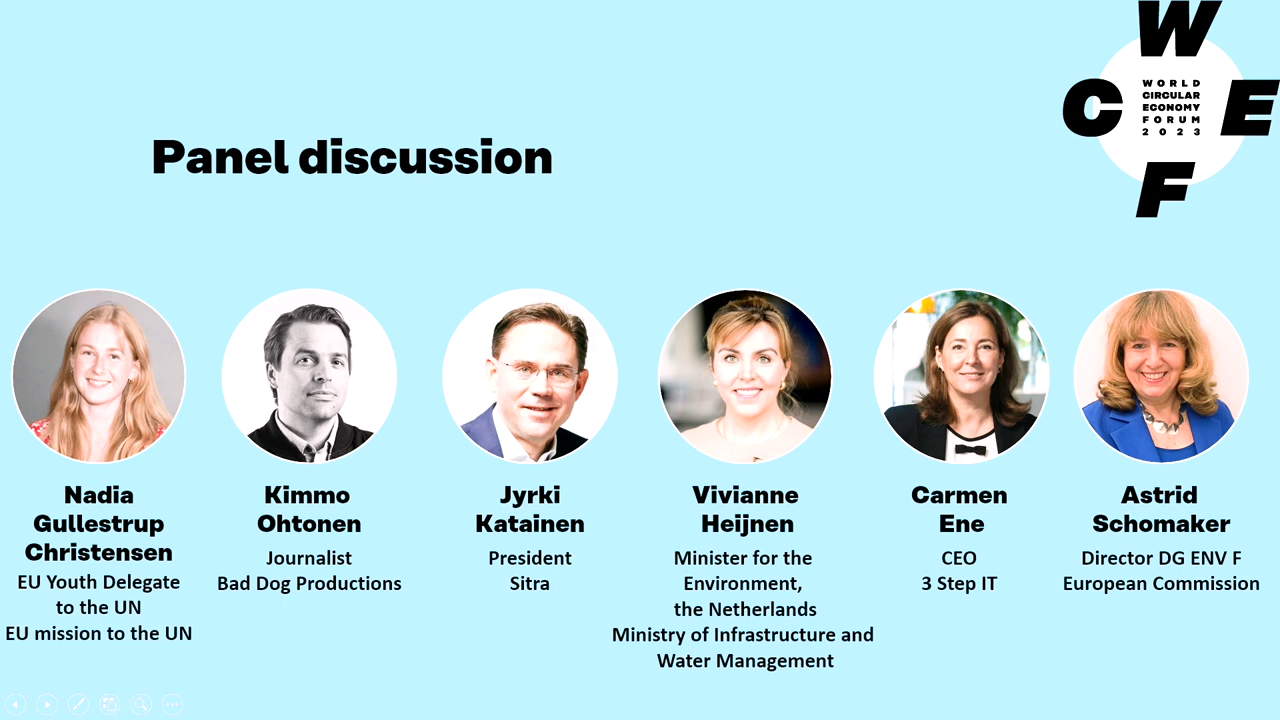 W
C
E
F
WORLD
CIRCULAR
ECONOMY
FORUM
2023
Panel discussion
Nadia
Gullestrup
Christensen
EU Youth Delegate
to the UN
EU mission to the UN
Kimmo
Ohtonen
Journalist
Bad Dog Productions
Jyrki
Katainen
President
Sitra
Vivianne
Heijnen
Minister for the
Environment,
the Netherlands
Ministry of Infrastructure and
Water Management
Carmen
Ene
CEO
3 Step IT
Astrid
Schomaker
Director DG ENV F
European Commission